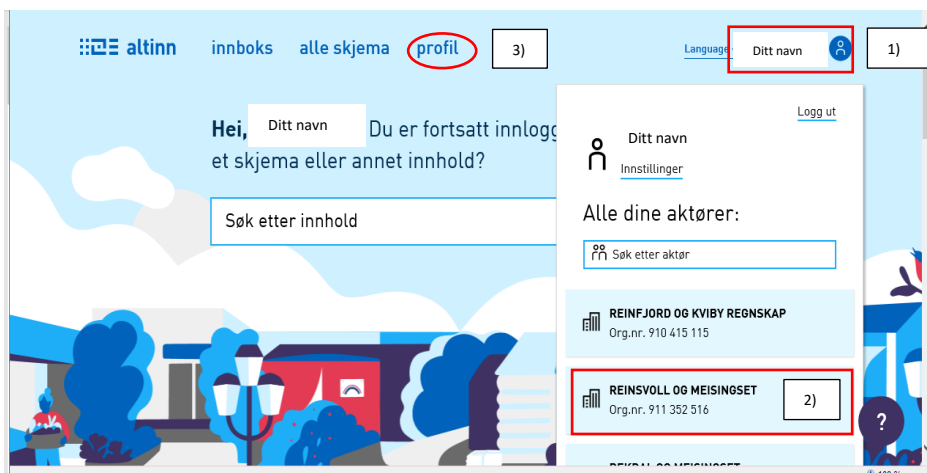 altinn innboks alle skjema profil 3) Language Ditt navn 1)
Logg ut
Hei, Ditt navn Du er fortsatt innlogg
et skjema eller annet innhold?
Ditt navn
Innstillinger
Søk etter innhold
Alle dine aktører:
Søk etter aktør
REINFJORD OG KVIBY REGNSKAP
Org.nr. 910 415 115
REINSVOLL OG MEISINGSET 2)
Org.nr. 911 352 516
?